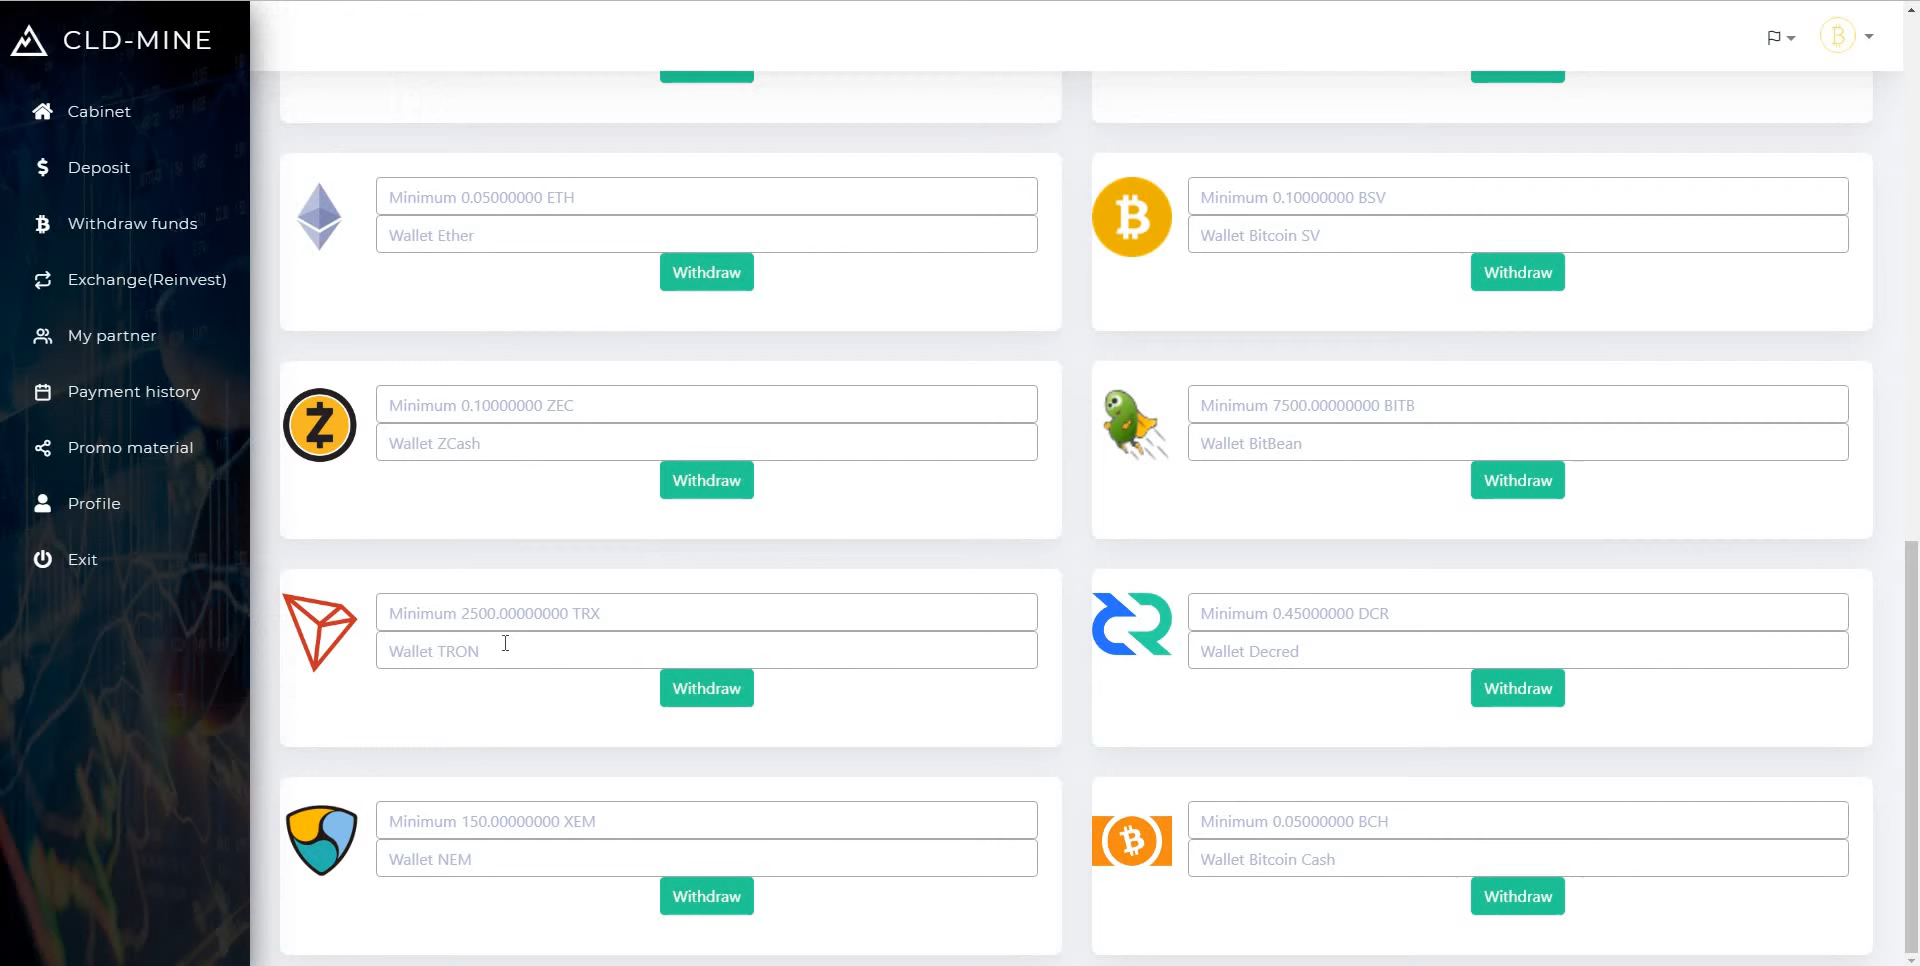 CLD-MINE
Cabinet
Deposit
Withdraw funds
Exchange(Reinvest)
My partner
Payment history
Promo material
Profile
Exit
Minimum 0.05000000 ETH
Wallet Ether
Withdraw
Minimum 0.10000000 BSV
Wallet Bitcoin SV
Withdraw
Minimum 0.10000000 ZEC
Wallet ZCash
Withdraw
Minimum 7500.00000000 BITB
Wallet BitBean
Withdraw
Minimum 2500.00000000 TRX
Wallet TRON
Withdraw
Minimum 0.45000000 DCR
Wallet Decred
Withdraw
Minimum 150.00000000 XEM
Wallet NEM
Withdraw
Minimum 0.05000000 BCH
Wallet Bitcoin Cash
Withdraw